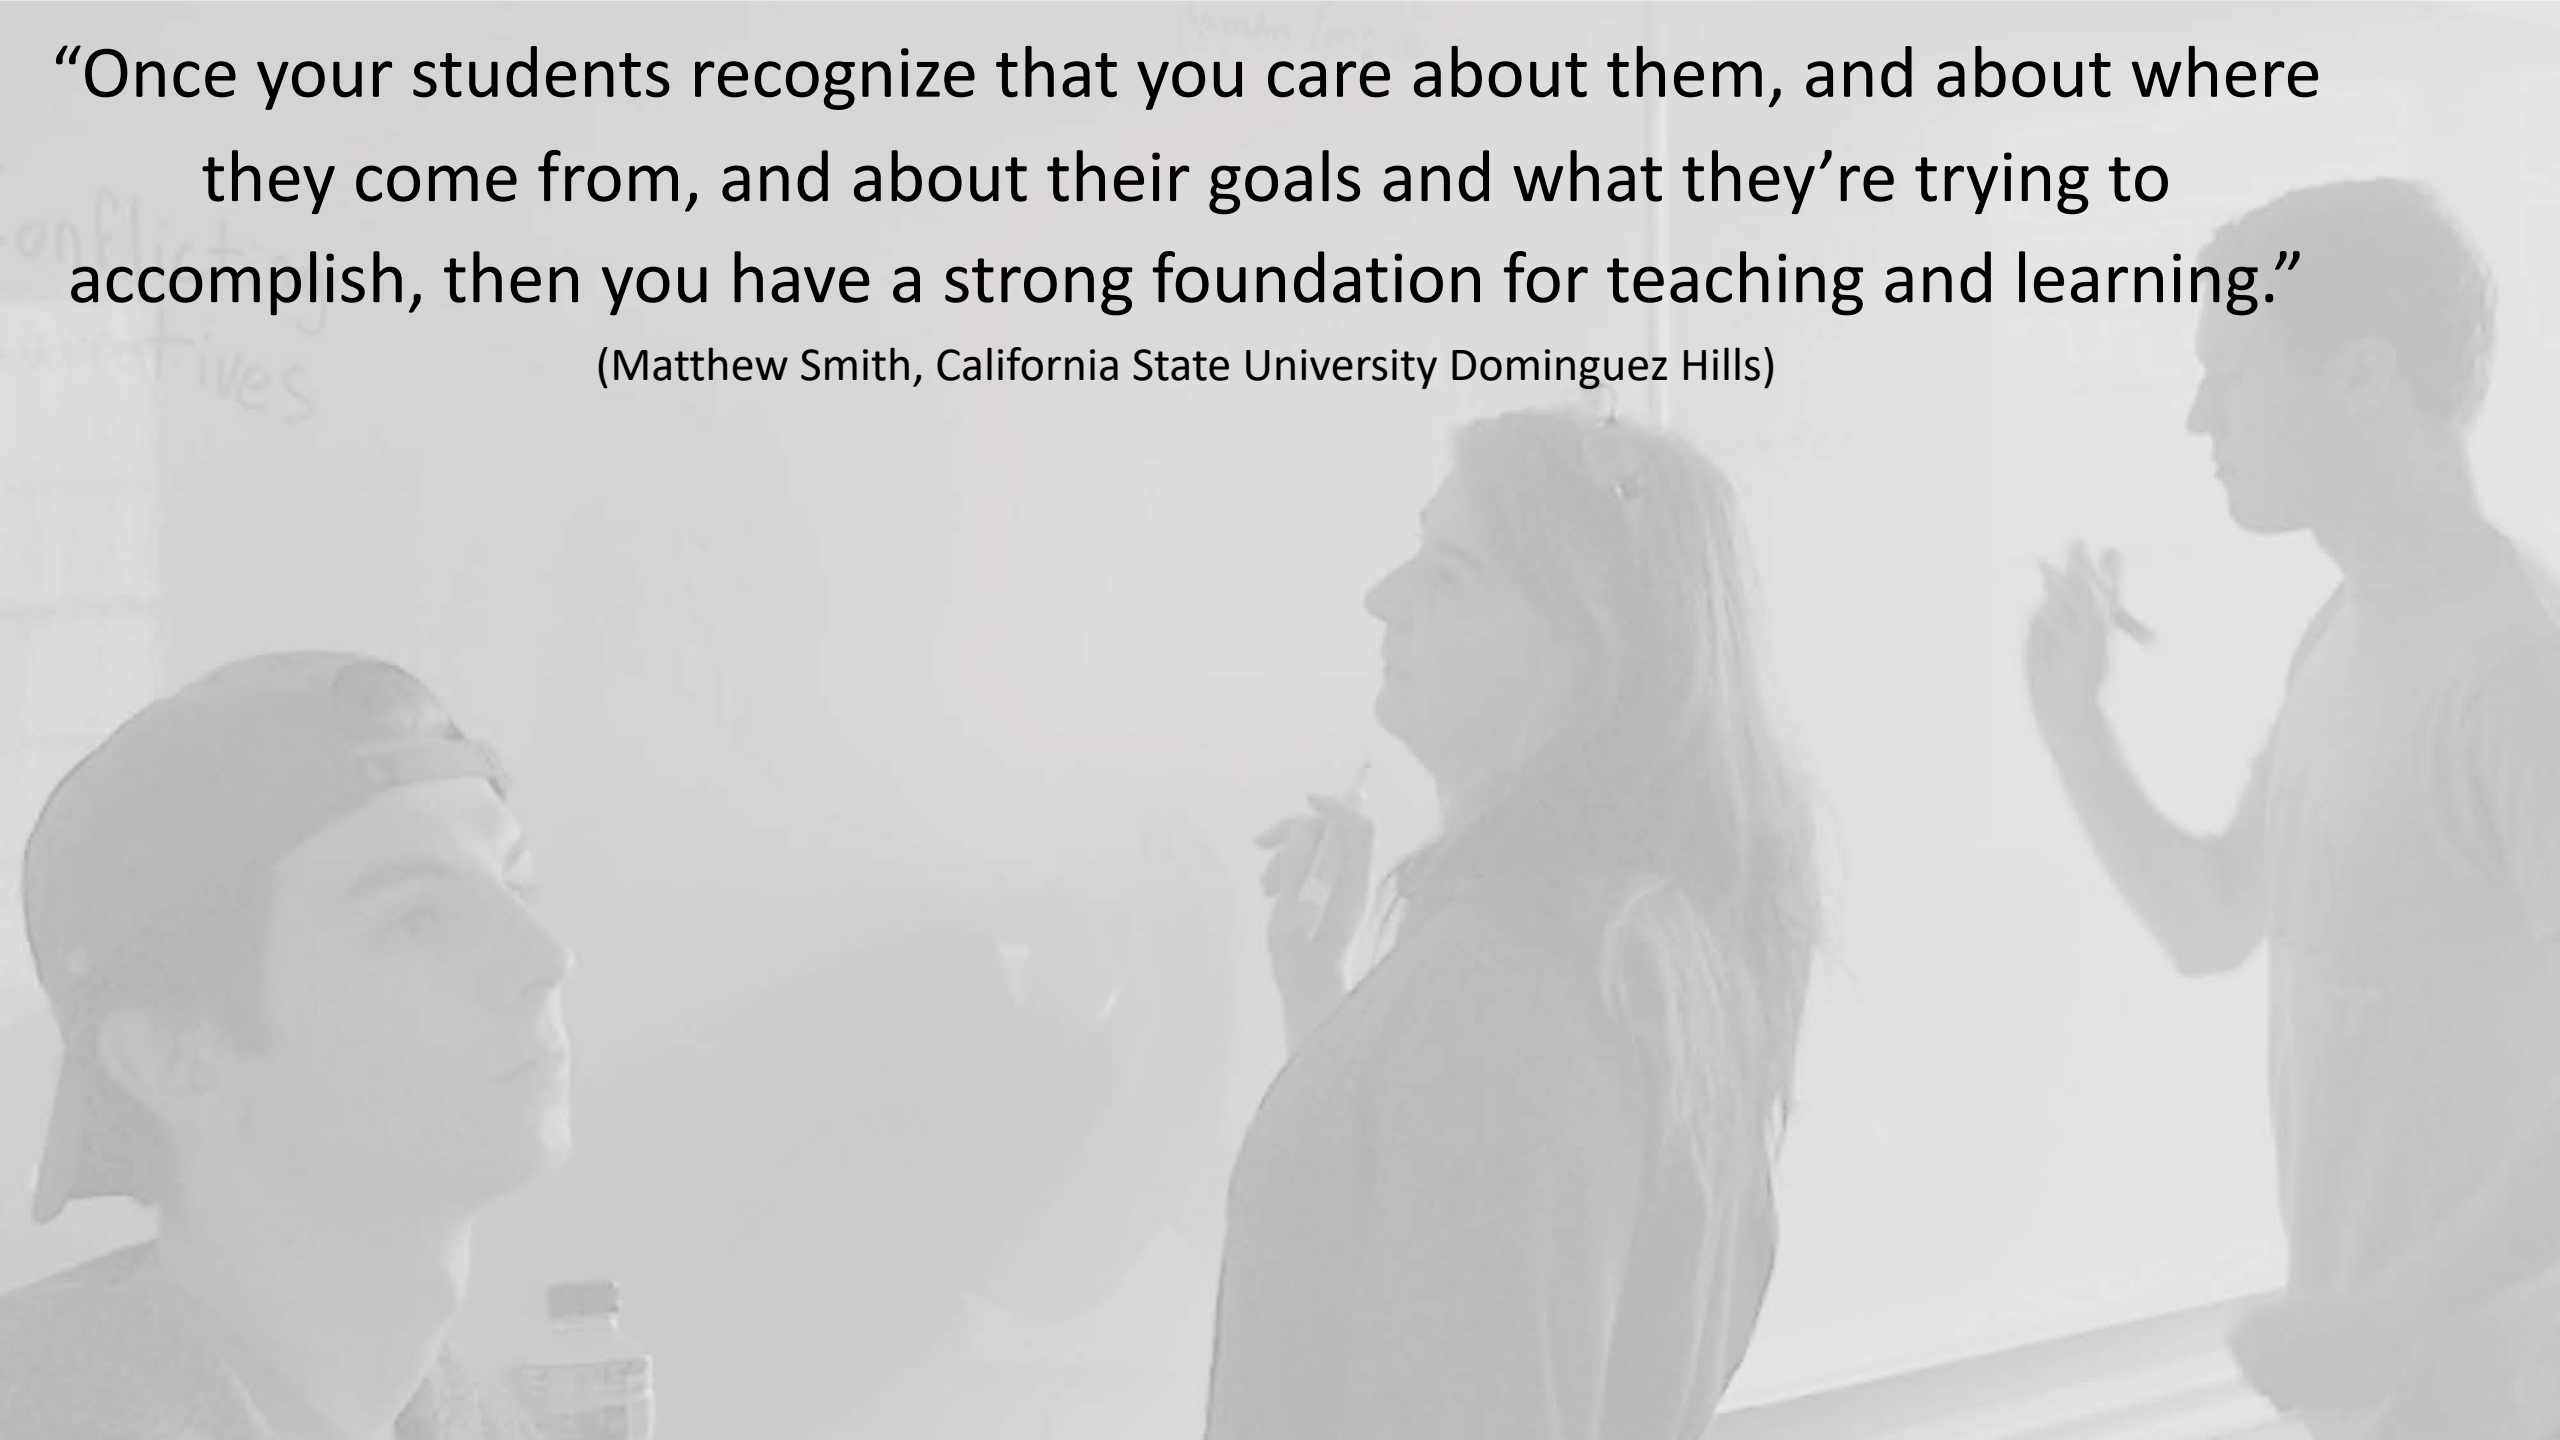 “Once your students recognize that you care about them, and about where
they come from, and about their goals and what they’re trying to
accomplish, then you have a strong foundation for teaching and learning.”
(Matthew Smith, California State University Dominguez Hills)